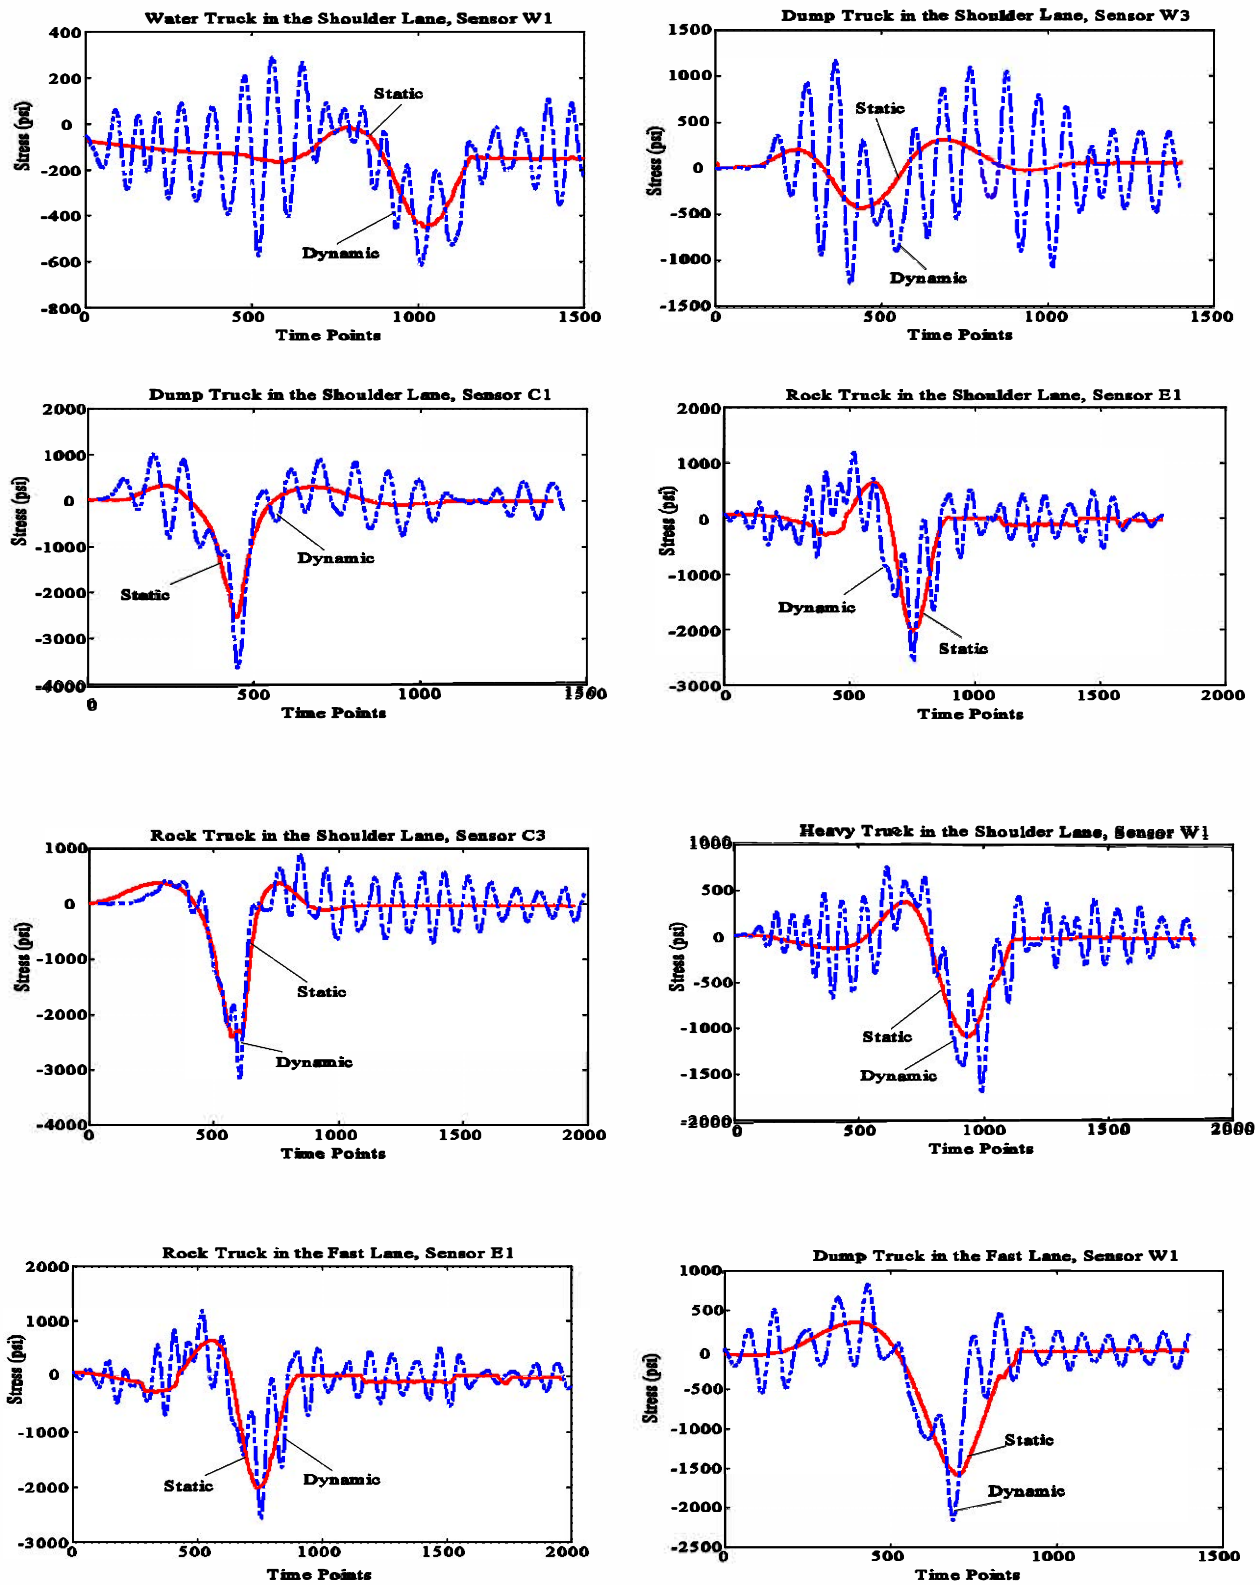 Water Truck in the Shoulder Lane, Sensor W1
400
200
0
-200
-400
-600
-800
0
500
1000
1500
Stress (psi)
Time Points
Static
Dynamic
Dump Truck in the Shoulder Lane, Sensor W3
1500
1000
500
0
-500
-1000
-1500
0
500
1000
1500
Stress (psi)
Time Points
Static
Dynamic
Dump Truck in the Shoulder Lane, Sensor C1
2000
1000
0
-1000
-2000
-3000
-4000
0
500
1000
1500
Stress (psi)
Time Points
Static
Dynamic
Rock Truck in the Shoulder Lane, Sensor E1
2000
1000
0
-1000
-2000
-3000
0
500
1000
1500
2000
Stress (psi)
Time Points
Dynamic
Static
Rock Truck in the Shoulder Lane, Sensor C3
1000
0
-1000
-2000
-3000
-4000
0
500
1000
1500
2000
Stress (psi)
Time Points
Static
Dynamic
Heavy Truck in the Shoulder Lane, Sensor W1
1000
500
0
-500
-1000
-1500
-2000
0
500
1000
1500
2000
Stress (psi)
Time Points
Static
Dynamic
Rock Truck in the Fast Lane, Sensor E1
2000
1000
0
-1000
-2000
-3000
0
500
1000
1500
2000
Stress (psi)
Time Points
Static
Dynamic
Dump Truck in the Fast Lane, Sensor W1
1000
500
0
-500
-1000
-1500
-2000
-2500
0
500
1000
1500
Stress (psi)
Time Points
Static
Dynamic